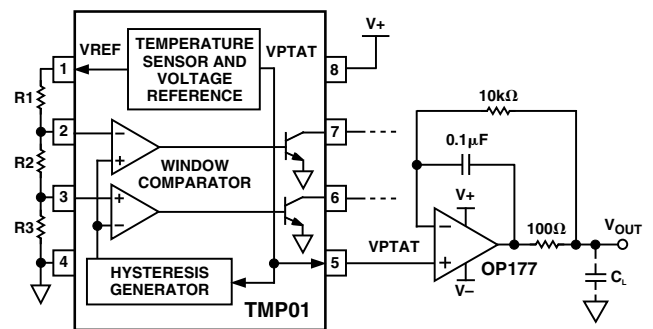 V+
VREF
TEMPERATURE
SENSOR AND
VOLTAGE
REFERENCE
VPTAT
1
8
R1
10kΩ
2
–
+
7
0.1μF
R2
WINDOW
COMPARATOR
3
+
–
6
V+
100Ω
VOUT
R3
VPTAT
–
+
OP177
4
HYSTERESIS
GENERATOR
5
V–
CL
TMP01